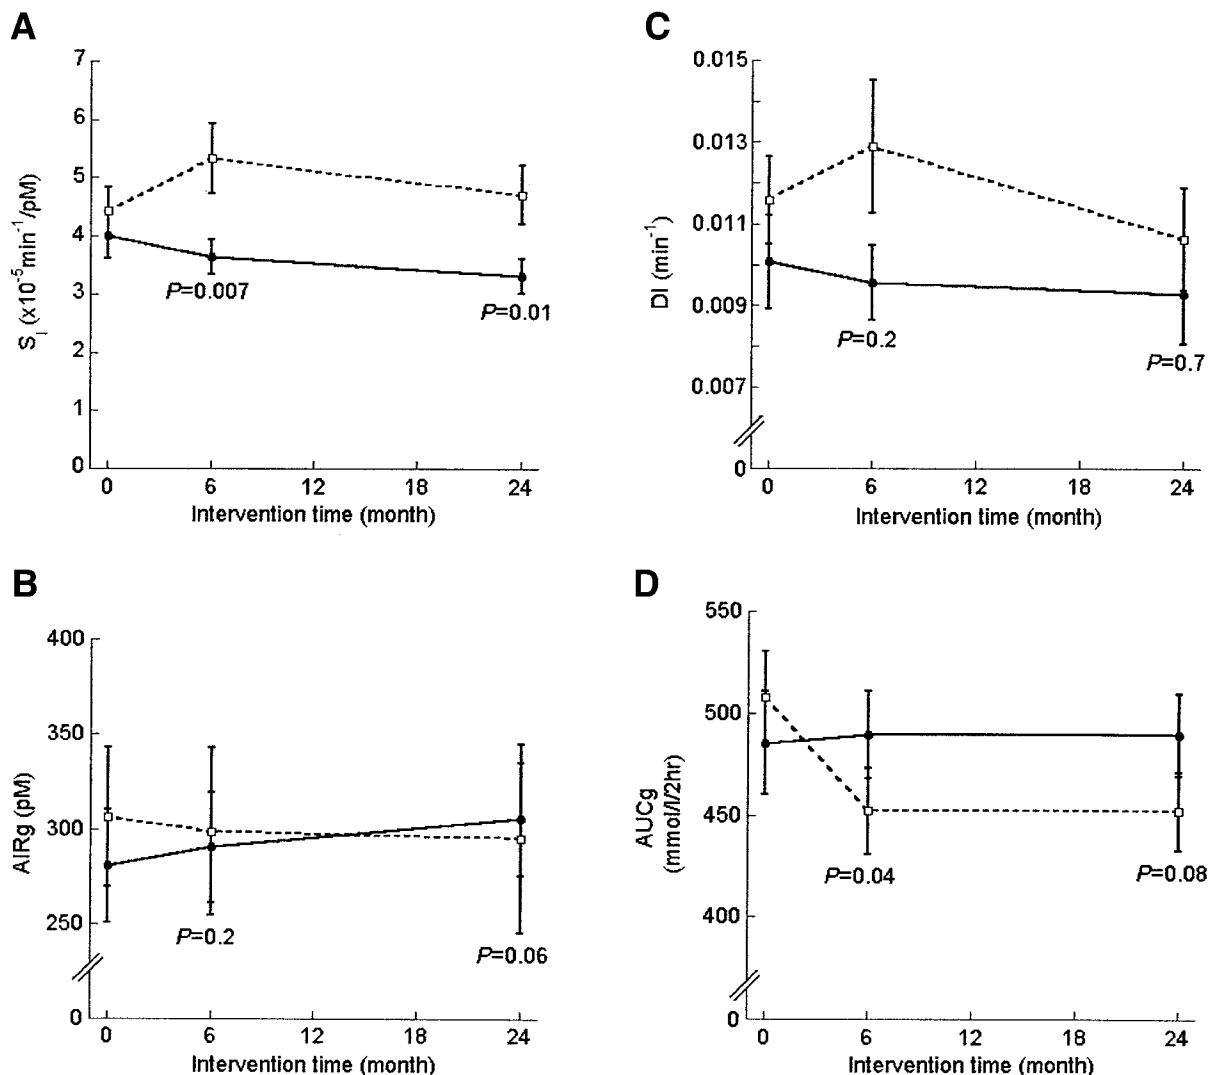 A
7
6
5
4
3
2
1
0
S_I (x10^-5 min^-1/pM)
P=0.007
P=0.01
0 6 12 18 24
Intervention time (month)
C
0.015
0.013
0.011
0.009
0.007
0
DI (min^-1)
P=0.2
P=0.7
0 6 12 18 24
Intervention time (month)
B
400
350
300
250
0
AIRg (pM)
P=0.2
P=0.06
0 6 12 18 24
Intervention time (month)
D
550
500
450
400
0
AUCg
(mmol/l/2hr)
P=0.04
P=0.08
0 6 12 18 24
Intervention time (month)